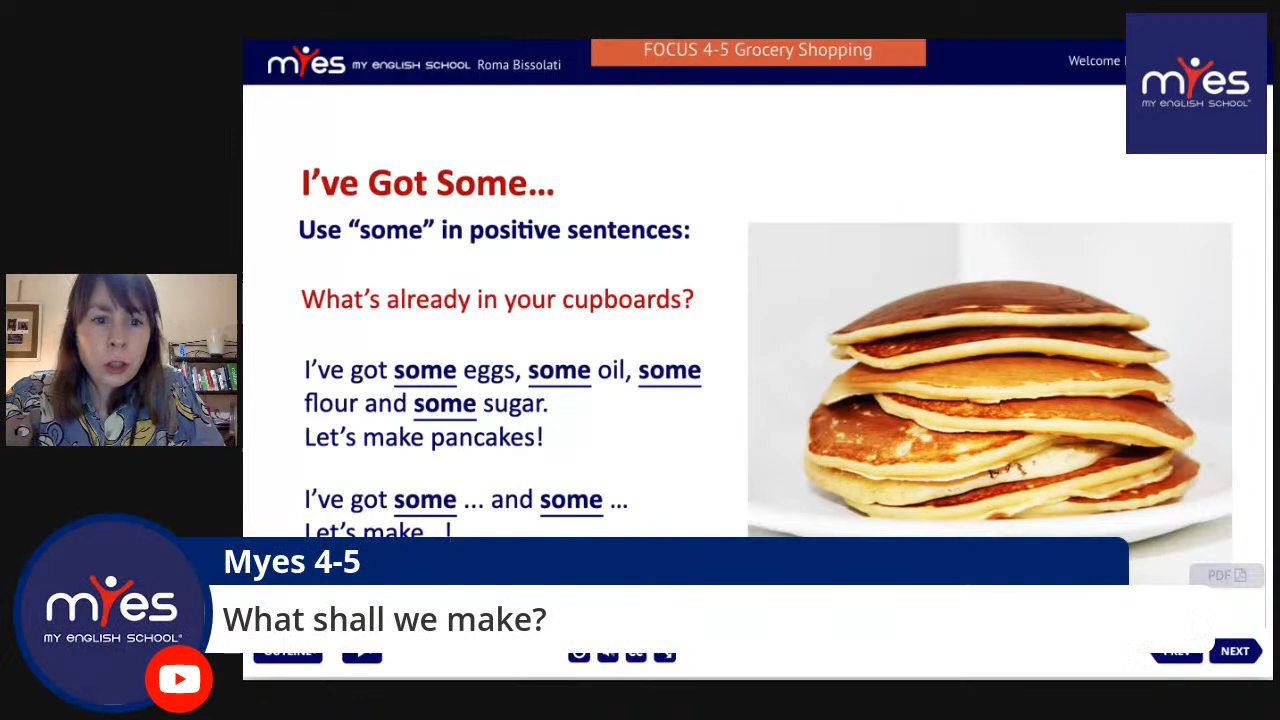 myes MY ENGLISH SCHOOL Roma Bissolati
FOCUS 4-5 Grocery Shopping
Welcome
myes
MY ENGLISH SCHOOL
I've Got Some...
Use “some” in positive sentences:
What's already in your cupboards?
I've got some eggs, some oil, some
flour and some sugar.
Let's make pancakes!
I've got some ... and some ...
Let's make !
PDF
Myes 4-5
What shall we make?
myes
MY ENGLISH SCHOOL
OUTLINE
PREV
NEXT